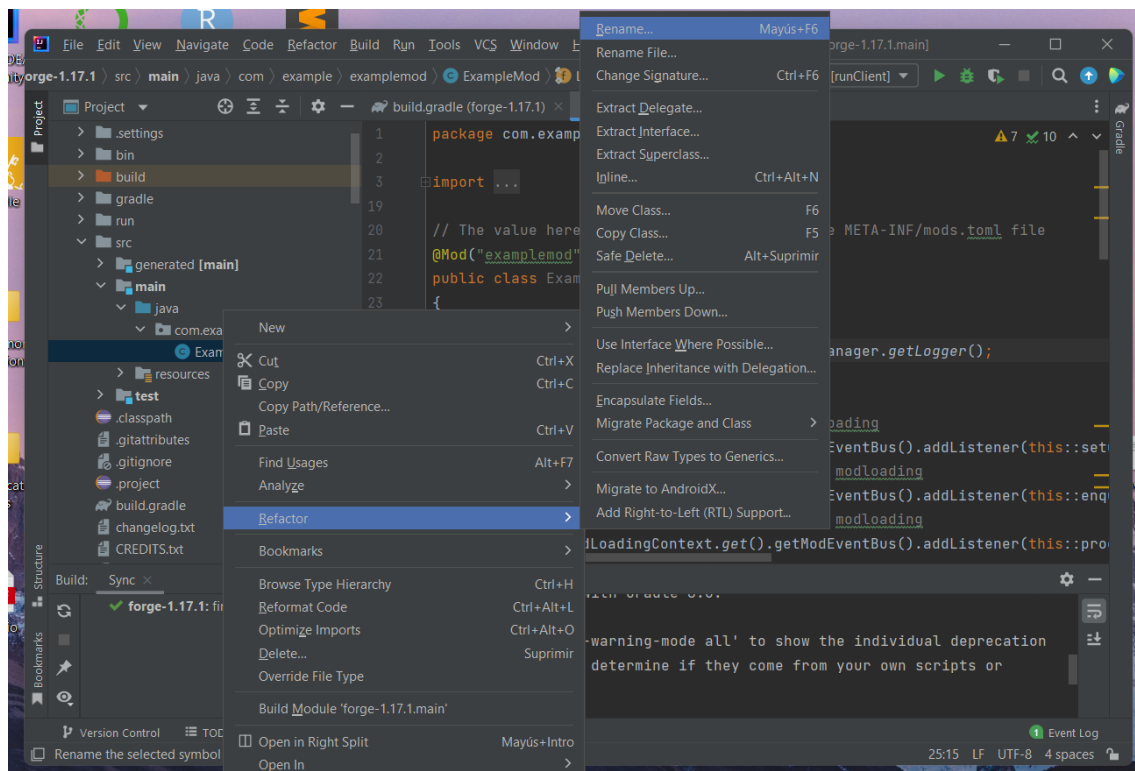 File Edit View Navigate Code Refactor Build Run Tools VCS Window
orge-1.17.1.main]
orge-1.17.1 src main java com example examplemod ExampleMod
[runClient]
Project
build.gradle (forge-1.17.1)
Project
Gradle
.settings
bin
build
gradle
run
src
generated [main]
main
java
com.exa
Exam
resources
test
.classpath
.gitattributes
.gitignore
.project
build.gradle
changelog.txt
CREDITS.txt
1 package com.examp
2
3 import ...
19
20 // The value here
META-INF/mods.toml file
21 @Mod("examplemod"
22 public class Exam
23 {
7 10
anager.getLogger();
oading
EventBus().addListener(this::set
modloading
EventBus().addListener(this::enq
modloading
dLoadingContext.get().getModEventBus().addListener(this::pro
New
Cut Ctrl+X
Copy Ctrl+C
Copy Path/Reference...
Paste Ctrl+V
Find Usages Alt+F7
Analyze
Refactor
Bookmarks
Browse Type Hierarchy Ctrl+H
Reformat Code Ctrl+Alt+L
Optimize Imports Ctrl+Alt+O
Delete... Suprimir
Override File Type
Build Module 'forge-1.17.1.main'
Open in Right Split Mayús+Intro
Open In
Rename... Mayús+F6
Rename File...
Change Signature... Ctrl+F6
Extract Delegate...
Extract Interface...
Extract Superclass...
Inline... Ctrl+Alt+N
Move Class... F6
Copy Class... F5
Safe Delete... Alt+Suprimir
Pull Members Up...
Push Members Down...
Use Interface Where Possible...
Replace Inheritance with Delegation...
Encapsulate Fields...
Migrate Package and Class
Convert Raw Types to Generics...
Migrate to AndroidX...
Add Right-to-Left (RTL) Support...
Structure
Bookmarks
Build: Sync
forge-1.17.1: fin
-warning-mode all' to show the individual deprecation
determine if they come from your own scripts or
Version Control TOD
1 Event Log
Rename the selected symbol
25:15 LF UTF-8 4 spaces